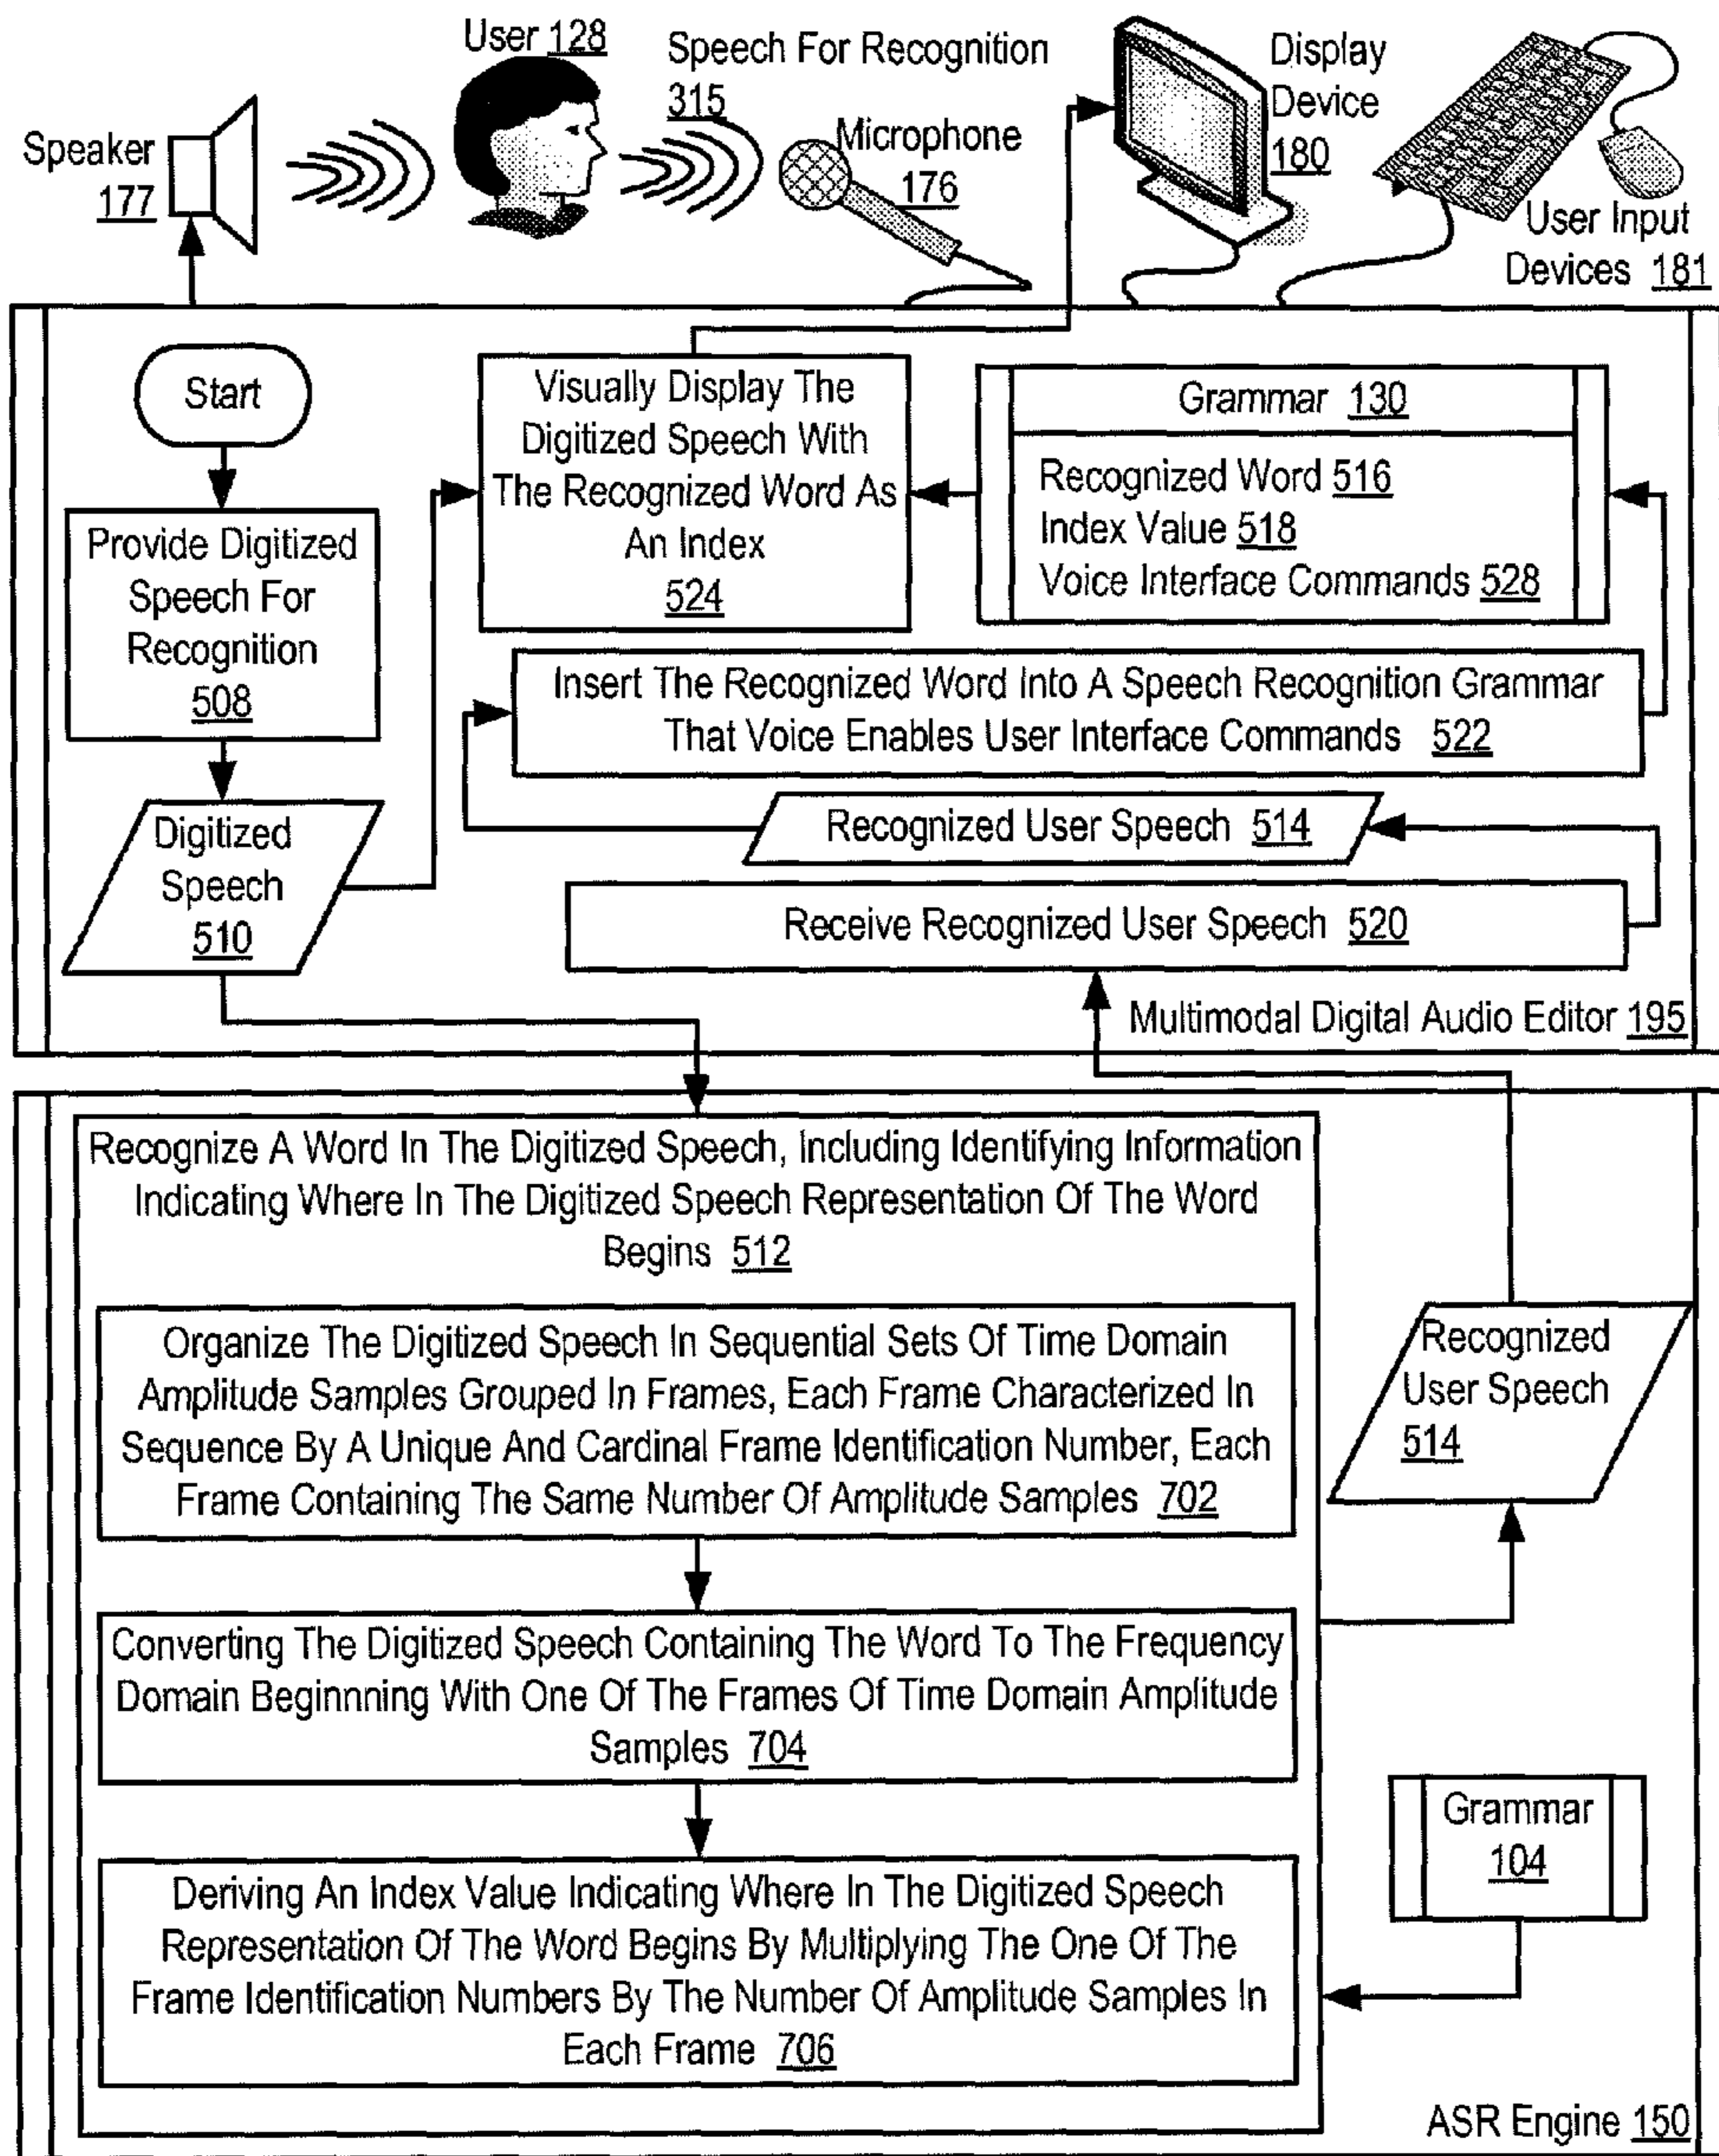 User 128
Speech For Recognition
315
Speaker
177
Microphone
176
Display
Device
180
User Input
Devices 181
Start
Provide Digitized
Speech For
Recognition
508
Digitized
Speech
510
Visually Display The
Digitized Speech With
The Recognized Word As
An Index
524
Grammar 130
Recognized Word 516
Index Value 518
Voice Interface Commands 528
Insert The Recognized Word Into A Speech Recognition Grammar
That Voice Enables User Interface Commands 522
Recognized User Speech 514
Receive Recognized User Speech 520
Multimodal Digital Audio Editor 195
Recognize A Word In The Digitized Speech, Including Identifying Information
Indicating Where In The Digitized Speech Representation Of The Word
Begins 512
Organize The Digitized Speech In Sequential Sets Of Time Domain
Amplitude Samples Grouped In Frames, Each Frame Characterized In
Sequence By A Unique And Cardinal Frame Identification Number, Each
Frame Containing The Same Number Of Amplitude Samples 702
Converting The Digitized Speech Containing The Word To The Frequency
Domain Beginnning With One Of The Frames Of Time Domain Amplitude
Samples 704
Deriving An Index Value Indicating Where In The Digitized Speech
Representation Of The Word Begins By Multiplying The One Of The
Frame Identification Numbers By The Number Of Amplitude Samples In
Each Frame 706
Recognized
User Speech
514
Grammar
104
ASR Engine 150